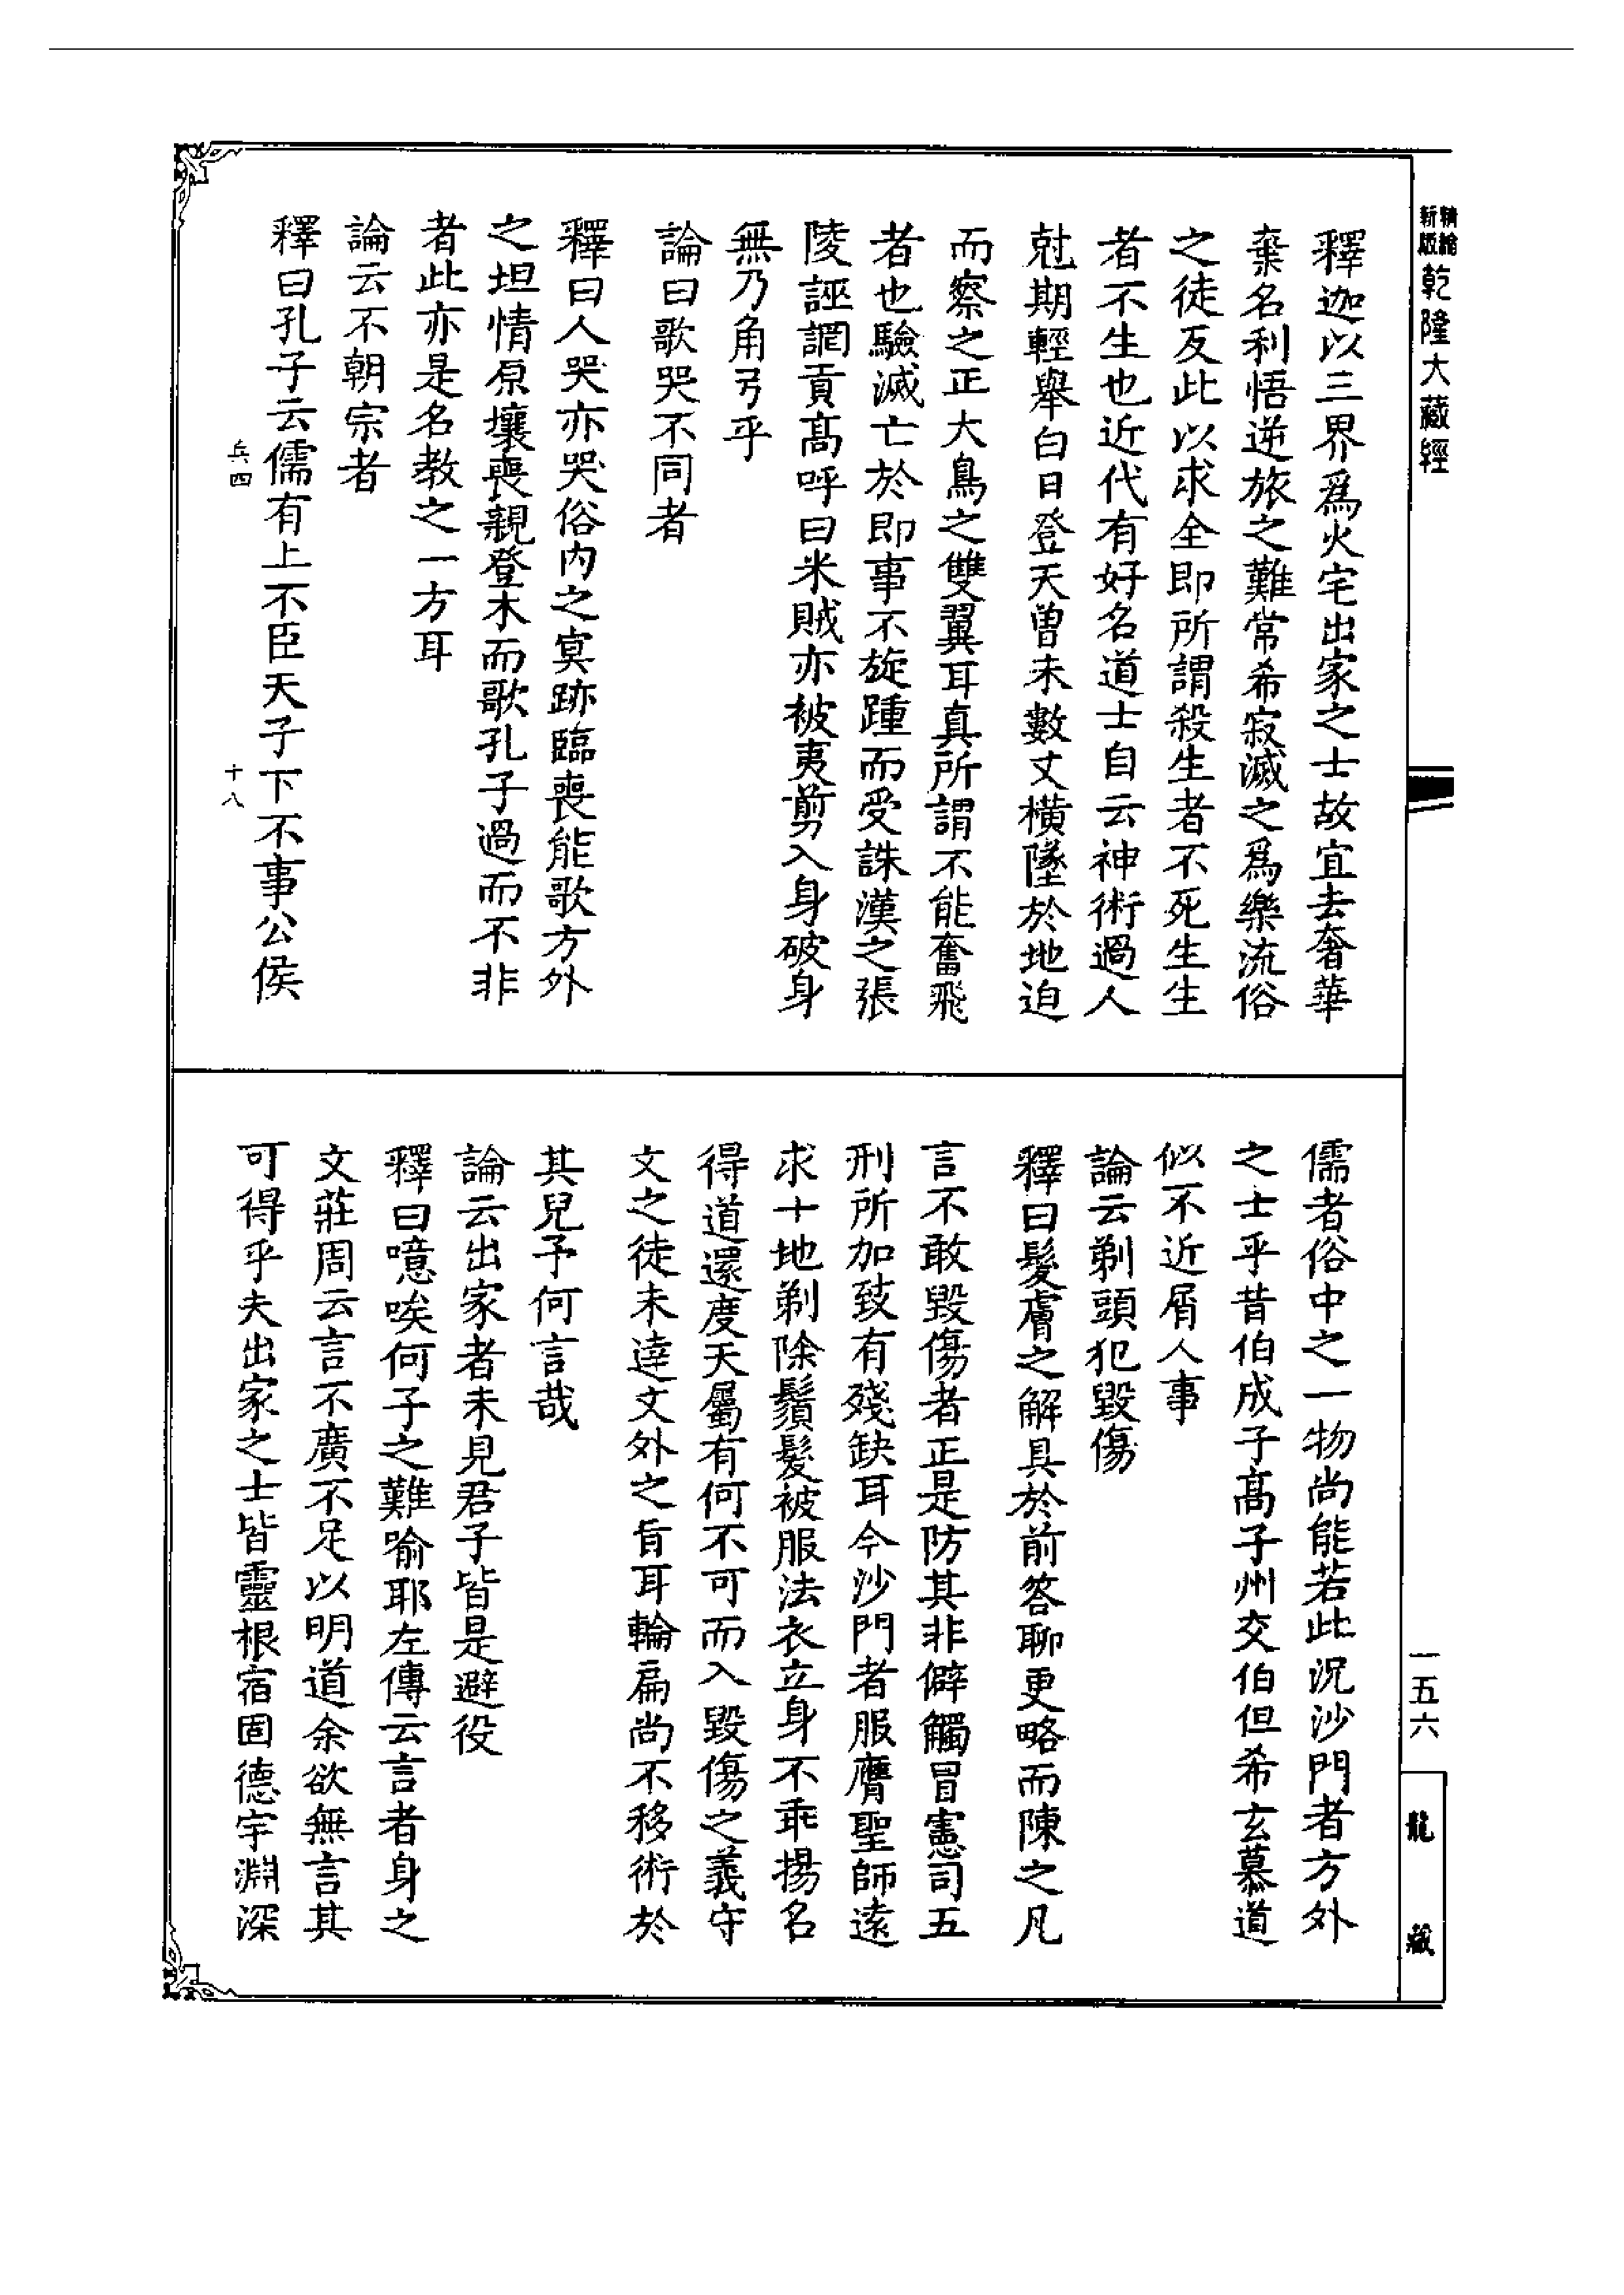 精繪新版乾隆大藏經
釋迦以三界爲火宅出家之士故宜去奢華
棄名利悟逆旅之難常希寂滅之爲樂流俗
之徒反此以求全即所謂殺生者不死生生
者不生也近代有好名道士自云神術過人
尅期輕舉白日登天曾未數丈橫墜於地迫
而察之正大鳥之雙翼耳真所謂不能奮飛
者也驗滅亡於即事不旋踵而受誅漢之張
陵誣謂貢髙呼曰米賊亦被夷剪入身破身
無乃角弓乎
論曰歌哭不同者
釋曰人哭亦哭俗内之冥跡臨喪能歌方外
之坦情原壤喪親登木而歌孔子過而不非
者此亦是名教之一方耳
論云不朝宗者
釋曰孔子云儒有上不臣天子下不事公侯
兵四
十八
儒者俗中之一物尚能若此況沙門者方外
之士乎昔伯成子髙子州交伯但希玄慕道
似不近屑人事
論云剃頭犯毀傷
釋曰髮膚之解具於前答聊更略而陳之凡
言不敢毀傷者正是防其非僻觸冒憲司五
刑所加致有殘缺耳今沙門者服膺聖師遠
求十地剃除鬚髮被服法衣立身不乖揚名
得道還度天屬有何不可而入毀傷之義守
文之徒未達文外之旨耳輪扁尚不移術於
其兒予何言哉
論云出家者未見君子皆是避役
釋曰噫唉何子之難喻耶左傳云言者身之
文莊周云言不廣不足以明道余欲無言其
可得乎夫出家之士皆靈根宿固德宇淵深
一五六
龍藏